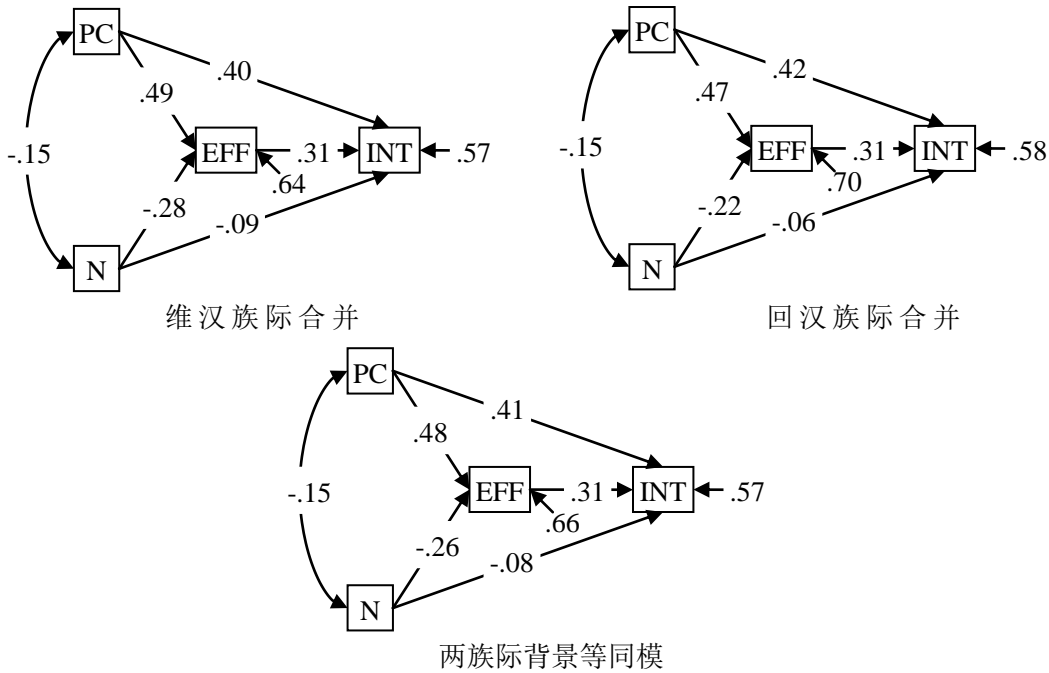 PC
.40
.49
-.15
EFF
.31
INT
.57
.64
-.28
-.09
N
维汉族际合并
PC
.42
.47
-.15
EFF
.31
INT
.58
.70
-.22
-.06
N
回汉族际合并
PC
.41
.48
-.15
EFF
.31
INT
.57
.66
-.26
-.08
N
两族际背景等同模